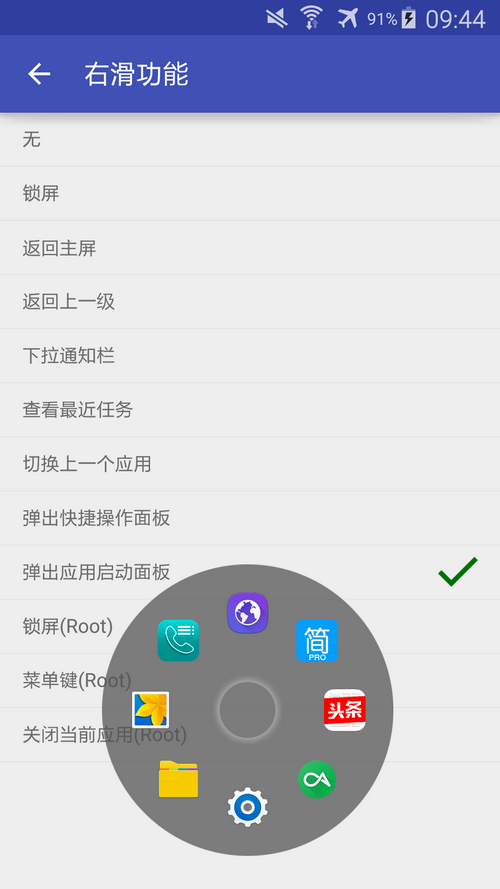 91% 09:44
右滑功能
无
锁屏
返回主屏
返回上一级
下拉通知栏
查看最近任务
切换上一个应用
弹出快捷操作面板
弹出应用启动面板
锁屏(Root)
简
PRO
菜单键(Root)
头条
关闭当前应用(Root)